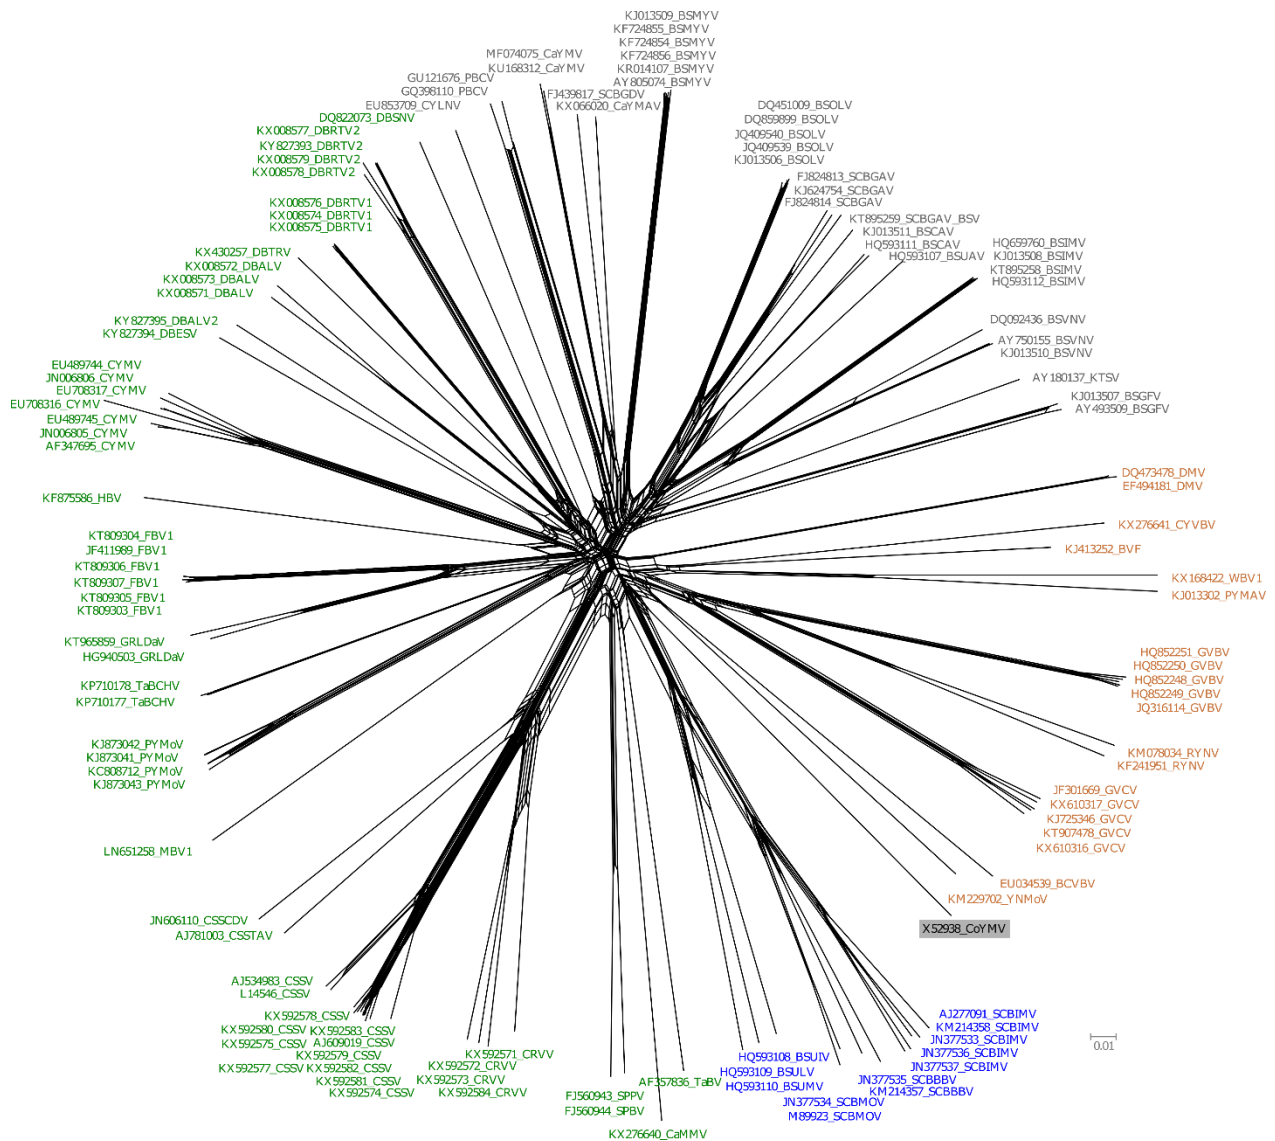 KJ013509_BSMYV
KF724855_BSMYV
KF724854_BSMYV
KF724856_BSMYV
KR014107_BSMYV
AY805074_BSMYV
MF074075_CaYMV
KU168312_CaYMV
GU121676_PBCV
GQ398110_PBCV
EU853709_CYLNV
FJ439817_SCBGDV
KX066020_CaYMAV
DQ822073_DBSNV
KX008577_DBRTV2
KY827393_DBRTV2
KX008579_DBRTV2
KX008578_DBRTV2
KX008576_DBRTV1
KX008574_DBRTV1
KX008575_DBRTV1
KX430257_DBTRV
KX008572_DBALV
KX008573_DBALV
KX008571_DBALV
KY827395_DBALV2
KY827394_DBESV
EU489744_CYMV
JN006806_CYMV
EU708317_CYMV
EU708316_CYMV
EU489745_CYMV
JN006805_CYMV
AF347695_CYMV
KF875586_HBV
KT809304_FBV1
JF411989_FBV1
KT809306_FBV1
KT809307_FBV1
KT809305_FBV1
KT809303_FBV1
KT965859_GRLDaV
HG940503_GRLDaV
KP710178_TaBCHV
KP710177_TaBCHV
KJ873042_PYMoV
KJ873041_PYMoV
KC808712_PYMoV
KJ873043_PYMoV
LN651258_MBV1
JN606110_CSSCDV
AJ781003_CSSTAV
AJ534983_CSSV
L14546_CSSV
KX592578_CSSV
KX592580_CSSV
KX592583_CSSV
KX592575_CSSV
AJ609019_CSSV
KX592579_CSSV
KX592577_CSSV
KX592582_CSSV
KX592581_CSSV
KX592574_CSSV
KX592571_CRVV
KX592572_CRVV
KX592573_CRVV
KX592584_CRVV
FJ560943_SPPV
FJ560944_SPBV
AF357836_TaBV
KX276640_CaMMV
DQ451009_BSOLV
DQ859899_BSOLV
JQ409540_BSOLV
JQ409539_BSOLV
KJ013506_BSOLV
FJ824813_SCBGAV
KJ624754_SCBGAV
FJ824814_SCBGAV
KT895259_SCBGAV_BSV
KJ013511_BSCAV
HQ593111_BSCAV
HQ593107_BSUAV
HQ659760_BSIMV
KJ013508_BSIMV
KT895258_BSIMV
HQ593112_BSIMV
DQ092436_BSVNV
AY750155_BSVNV
KJ013510_BSVNV
AY180137_KTSV
KJ013507_BSGFV
AY493509_BSGFV
DQ473478_DMV
EF494181_DMV
KX276641_CYVBV
KJ413252_BVF
KX168422_WBV1
KJ013302_PYMAV
HQ852251_GVBV
HQ852250_GVBV
HQ852248_GVBV
HQ852249_GVBV
JQ316114_GVBV
KM078034_RYNV
KF241951_RYNV
JF301669_GVCV
KX610317_GVCV
KJ725346_GVCV
KT907478_GVCV
KX610316_GVCV
EU034539_BCVBV
KM229702_YNMoV
X52938_CoYMV
AJ277091_SCBIMV
KM214358_SCBIMV
JN377533_SCBIMV
JN377536_SCBIMV
JN377537_SCBIMV
JN377535_SCBBBV
KM214357_SCBBBV
JN377534_SCBMOV
M89923_SCBMOV
HQ593108_BSUIV
HQ593109_BSULV
HQ593110_BSUMV
0.01